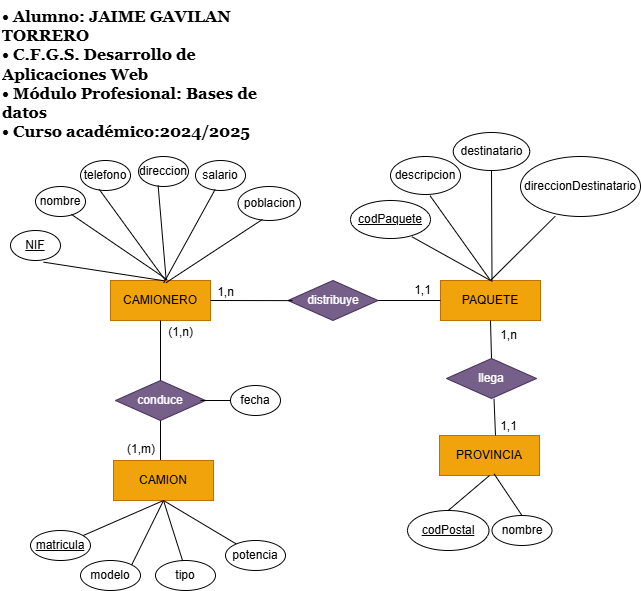 • Alumno: JAIME GAVILAN
TORRERO
• C.F.G.S. Desarrollo de
Aplicaciones Web
• Módulo Profesional: Bases de
datos
• Curso académico:2024/2025
destinatario
telefono
direccion
salario
descripcion
direccionDestinatario
nombre
poblacion
codPaquete
NIF
CAMIONERO
1,n
distribuye
1,1
PAQUETE
(1,n)
1,n
llega
conduce
fecha
1,1
(1,m)
PROVINCIA
CAMION
codPostal
nombre
matricula
potencia
modelo
tipo